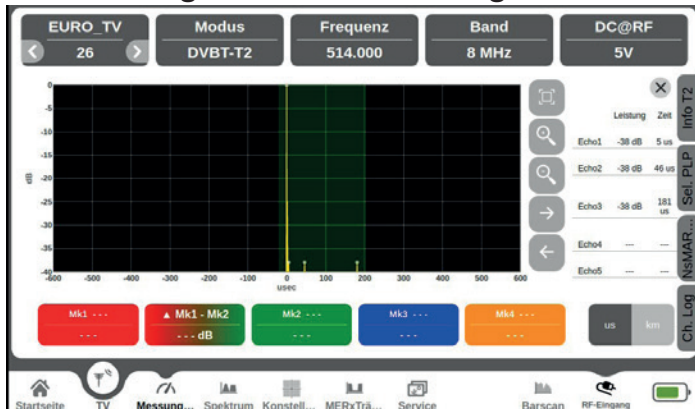 EURO_TV
26
Modus
DVBT-T2
Frequenz
514.000
Band
8 MHz
DC@RF
5V
0
-5
-10
-15
-20
-25
-30
-35
-40
dB
-600 -500 -400 -300 -200 -100 0 100 200 300 400 500 600
usec
Leistung Zeit
Echo1 -38 dB 5 us
Echo2 -38 dB 46 us
Echo3 -38 dB 181 us
Echo4 --- ---
Echo5 --- ---
Info T2
Sel. PLP
NsMAR...
Ch. Log
Mk1 ---
---
▲ Mk1 - Mk2
--- dB
Mk2 ---
---
Mk3 ---
---
Mk4 ---
---
us km
Startseite TV Messung... Spektrum Konstell... MERxTrä... Service Barscan RF-Eingang